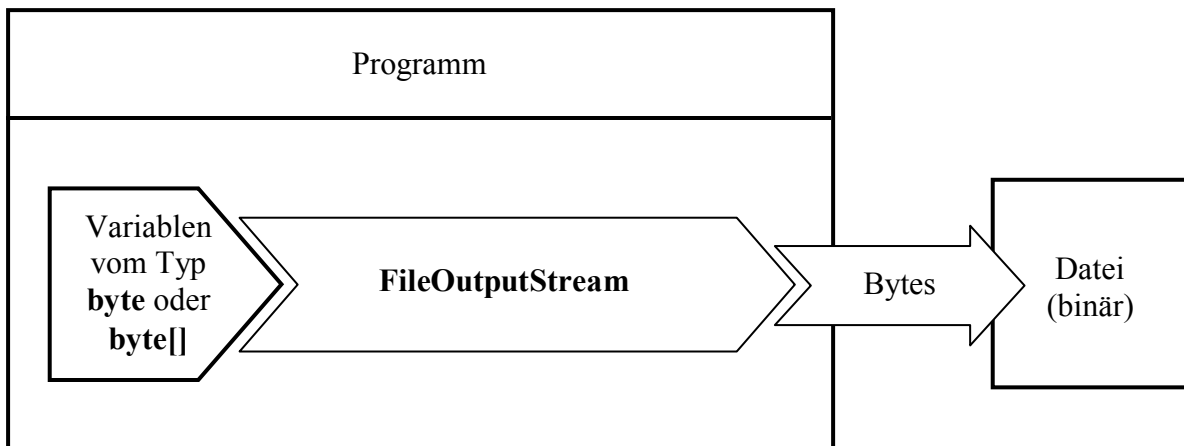 Programm
Variablen
vom Typ
byte oder
byte[]
FileOutputStream
Bytes
Datei
(binär)